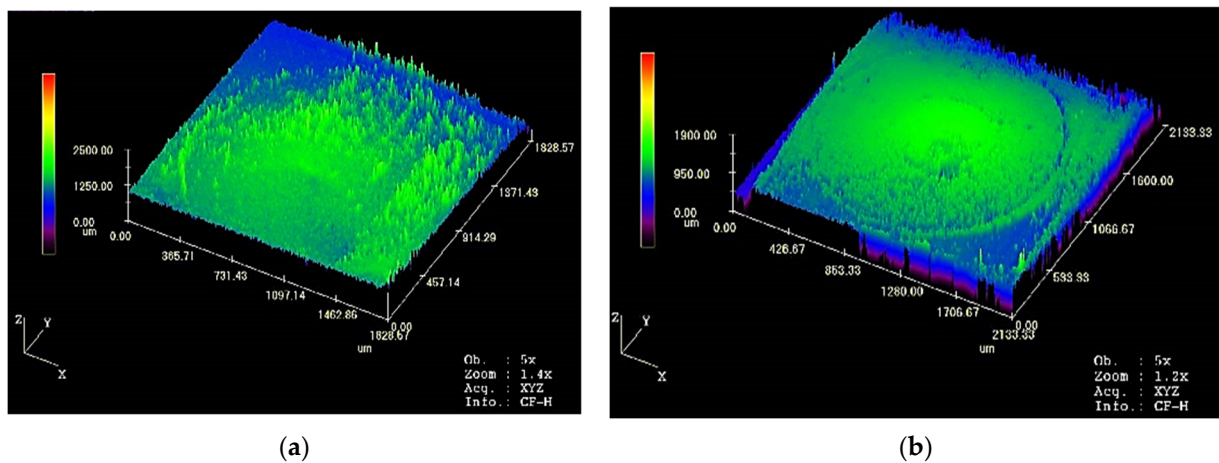 2500.00
1250.00
0.00
um
0.00
365.71
731.43
1097.14
1462.86
1828.57
um
0.00
457.14
914.29
1371.43
1828.57
Z
Y
X
Ob. : 5x
Zoom : 1.4x
Acq. : XYZ
Info.: CF-H
(a)
1900.00
950.00
0.00
um
0.00
426.67
853.33
1280.00
1706.67
2133.33
um
0.00
533.33
1066.67
1600.00
2133.33
Z
Y
X
Ob. : 5x
Zoom : 1.2x
Acq. : XYZ
Info.: CF-H
(b)